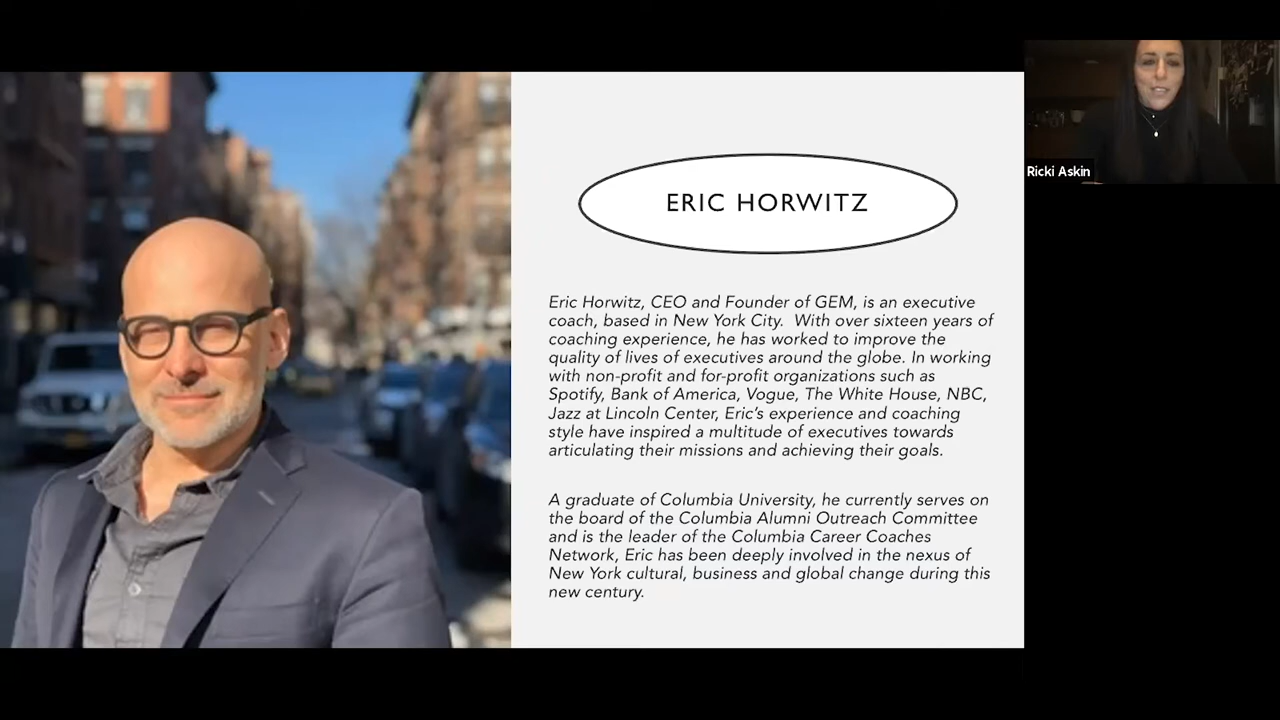 ERIC HORWITZ
Eric Horwitz, CEO and Founder of GEM, is an executive
coach, based in New York City.  With over sixteen years of
coaching experience, he has worked to improve the
quality of lives of executives around the globe. In working
with non-profit and for-profit organizations such as
Spotify, Bank of America, Vogue, The White House, NBC,
Jazz at Lincoln Center, Eric’s experience and coaching
style have inspired a multitude of executives towards
articulating their missions and achieving their goals.
A graduate of Columbia University, he currently serves on
the board of the Columbia Alumni Outreach Committee
and is the leader of the Columbia Career Coaches
Network, Eric has been deeply involved in the nexus of
New York cultural, business and global change during this
new century.
Ricki Askin